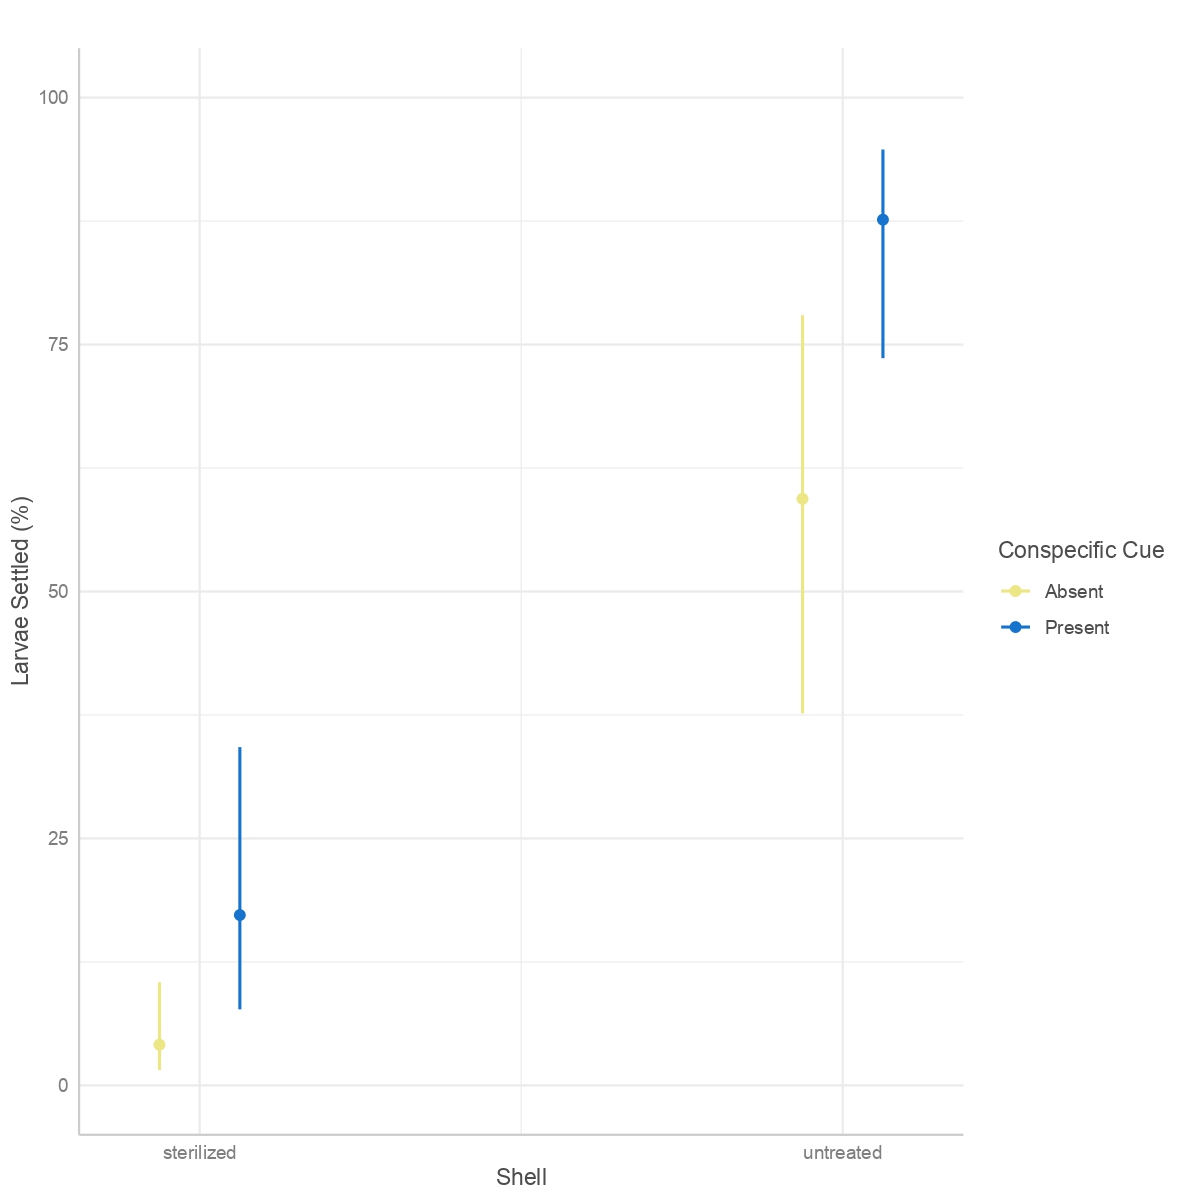 100
75
50
25
0
Larvae Settled (%)
sterilized
untreated
Shell
Conspecific Cue
Absent
Present